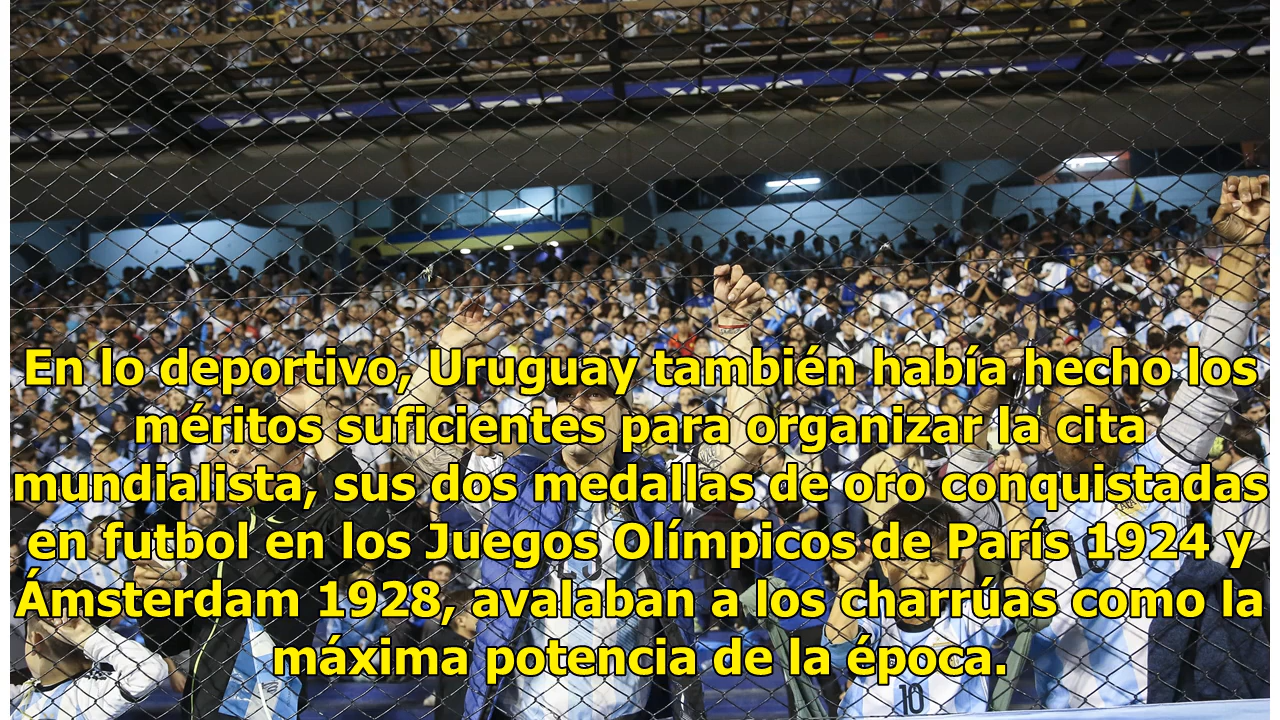 En lo deportivo, Uruguay también había hecho los
méritos suficientes para organizar la cita
mundialista, sus dos medallas de oro conquistadas
en futbol en los Juegos Olímpicos de París 1924 y
Ámsterdam 1928, avalaban a los charrúas como la
máxima potencia de la época.
10